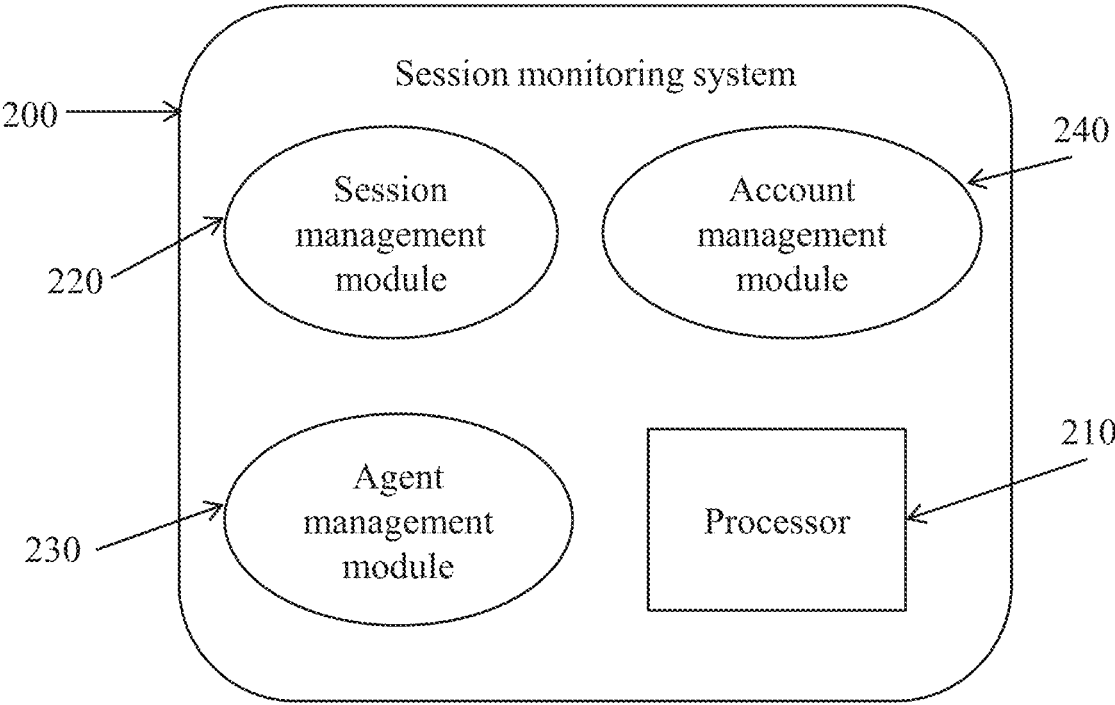 Session monitoring system
200
240
Session
management
module
Account
management
module
220
210
Agent
management
module
Processor
230